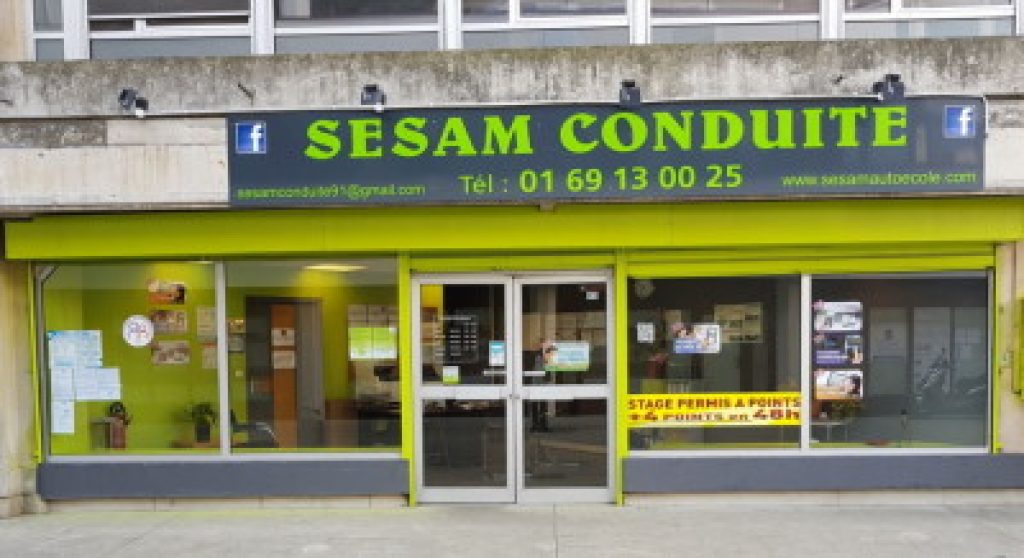 f SESAM CONDUITE f
sesamconduite91@gmail.com Tél : 01 69 13 00 25 www.sesamautoecole.com
STAGE PERMIS A POINTS
+4 POINTS EN 48h